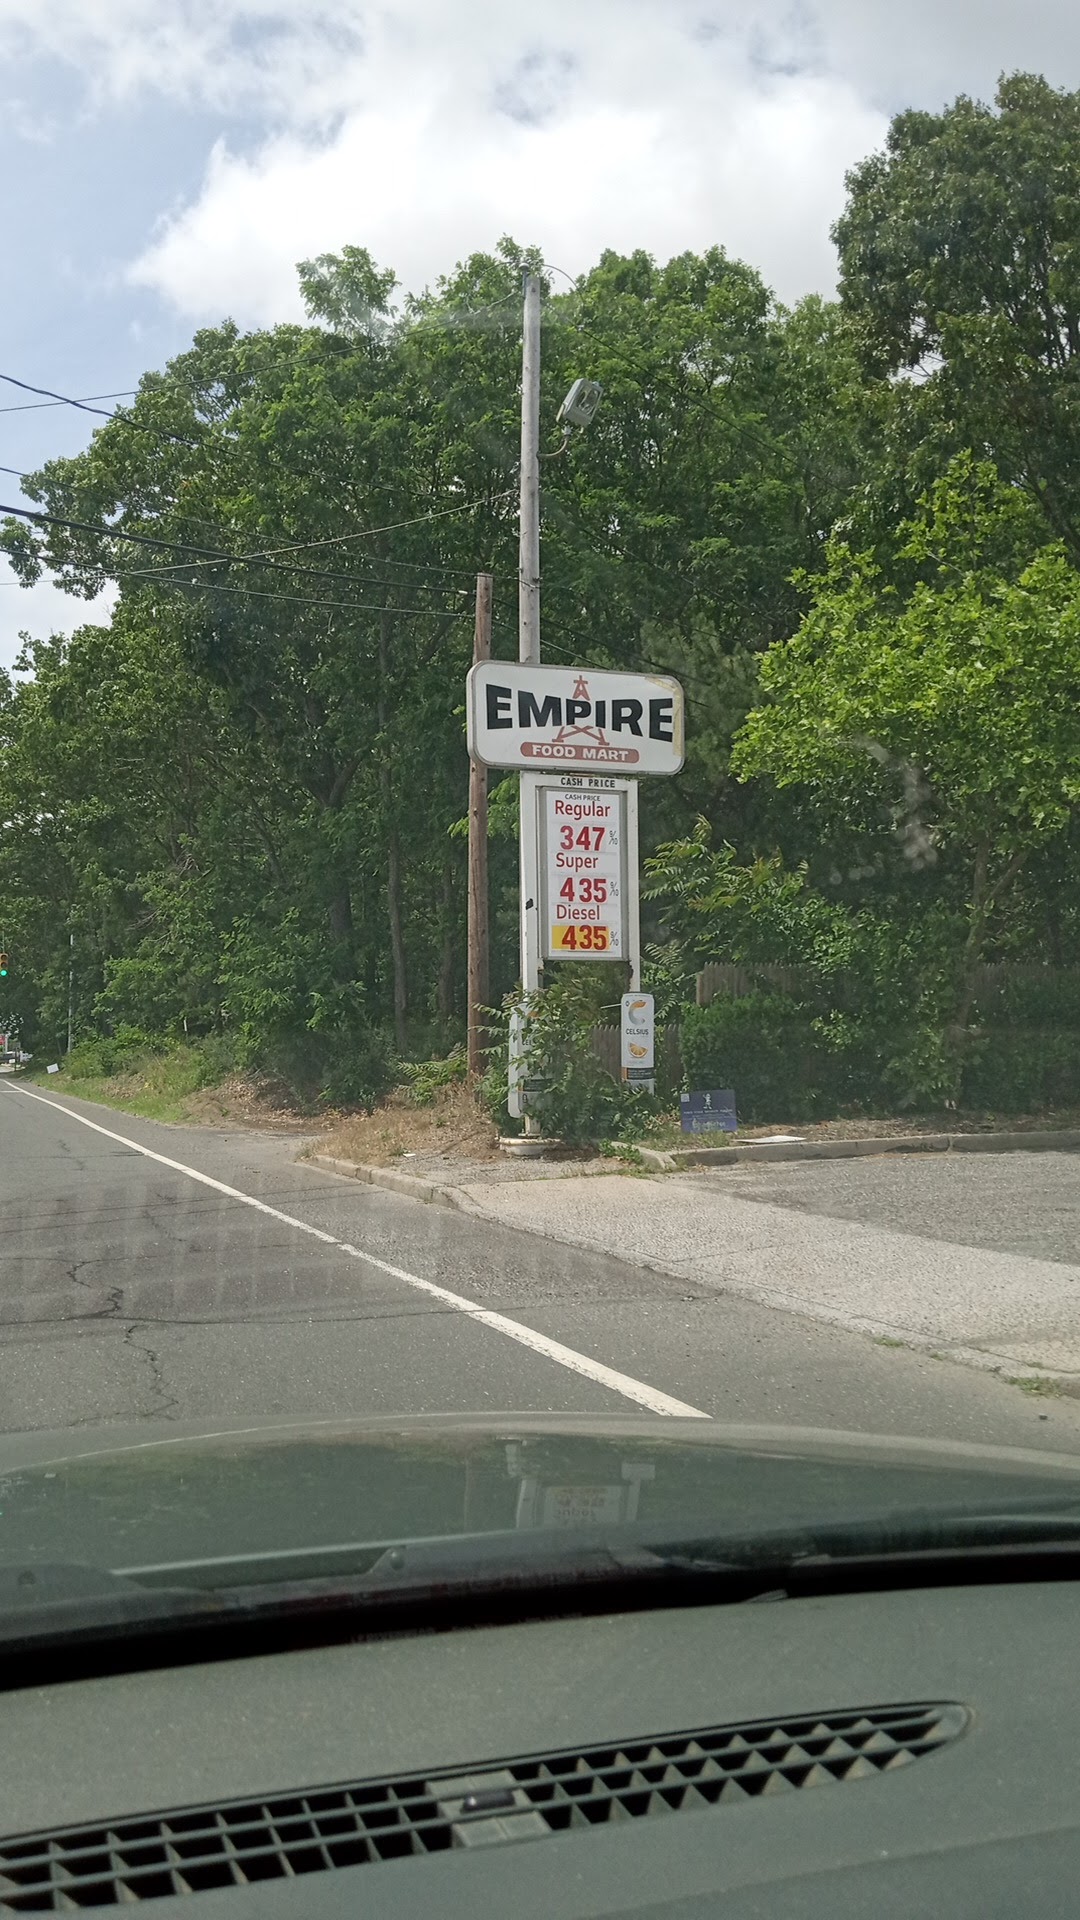 EMPIRE
FOOD MART
CASH PRICE
CASH PRICE
Regular
347 9/10
Super
435 9/10
Diesel
435 9/10
CELSIUS